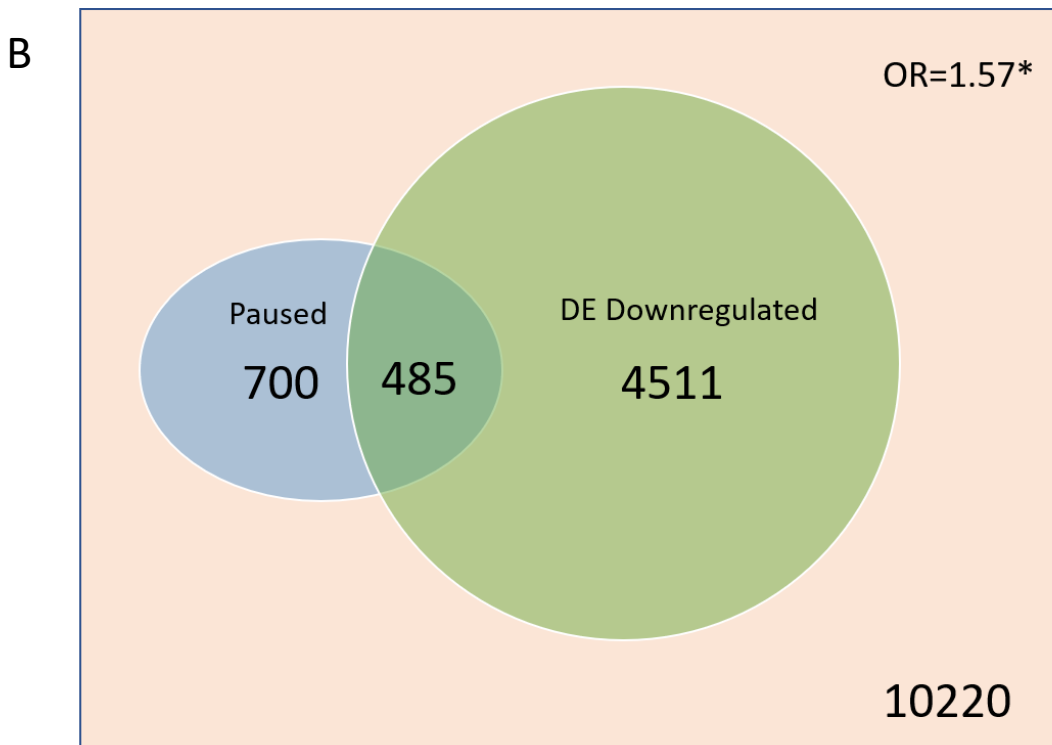 B
OR=1.57*
Paused
DE Downregulated
700
485
4511
10220